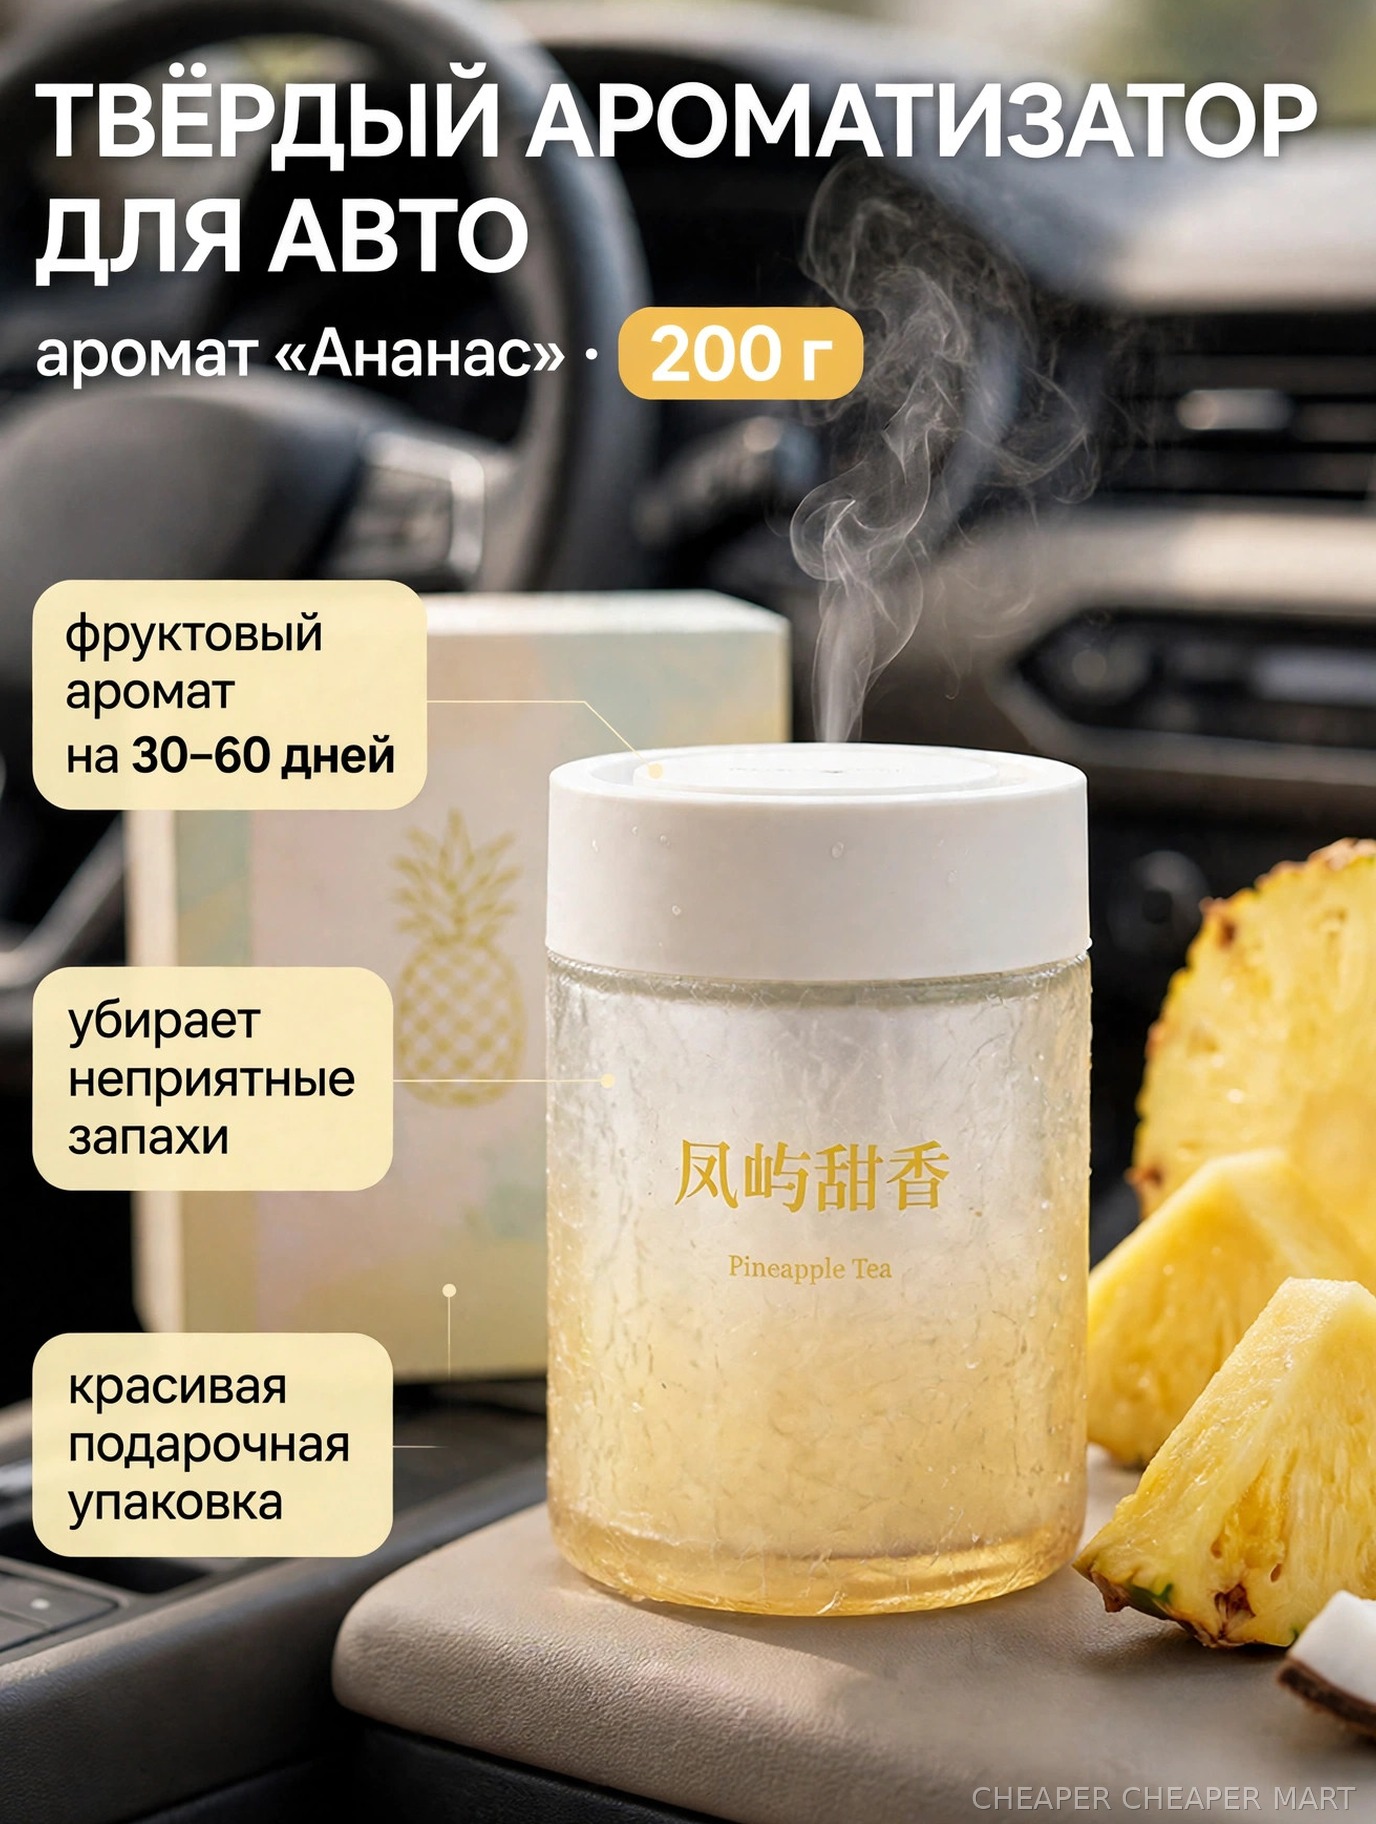 ТВЁРДЫЙ АРОМАТИЗАТОР
ДЛЯ АВТО
аромат «Ананас» · 200 г
фруктовый
аромат
на 30–60 дней
убирает
неприятные
запахи
красивая
подарочная
упаковка
凤屿甜香
Pineapple Tea
CHEAPER CHEAPER MART